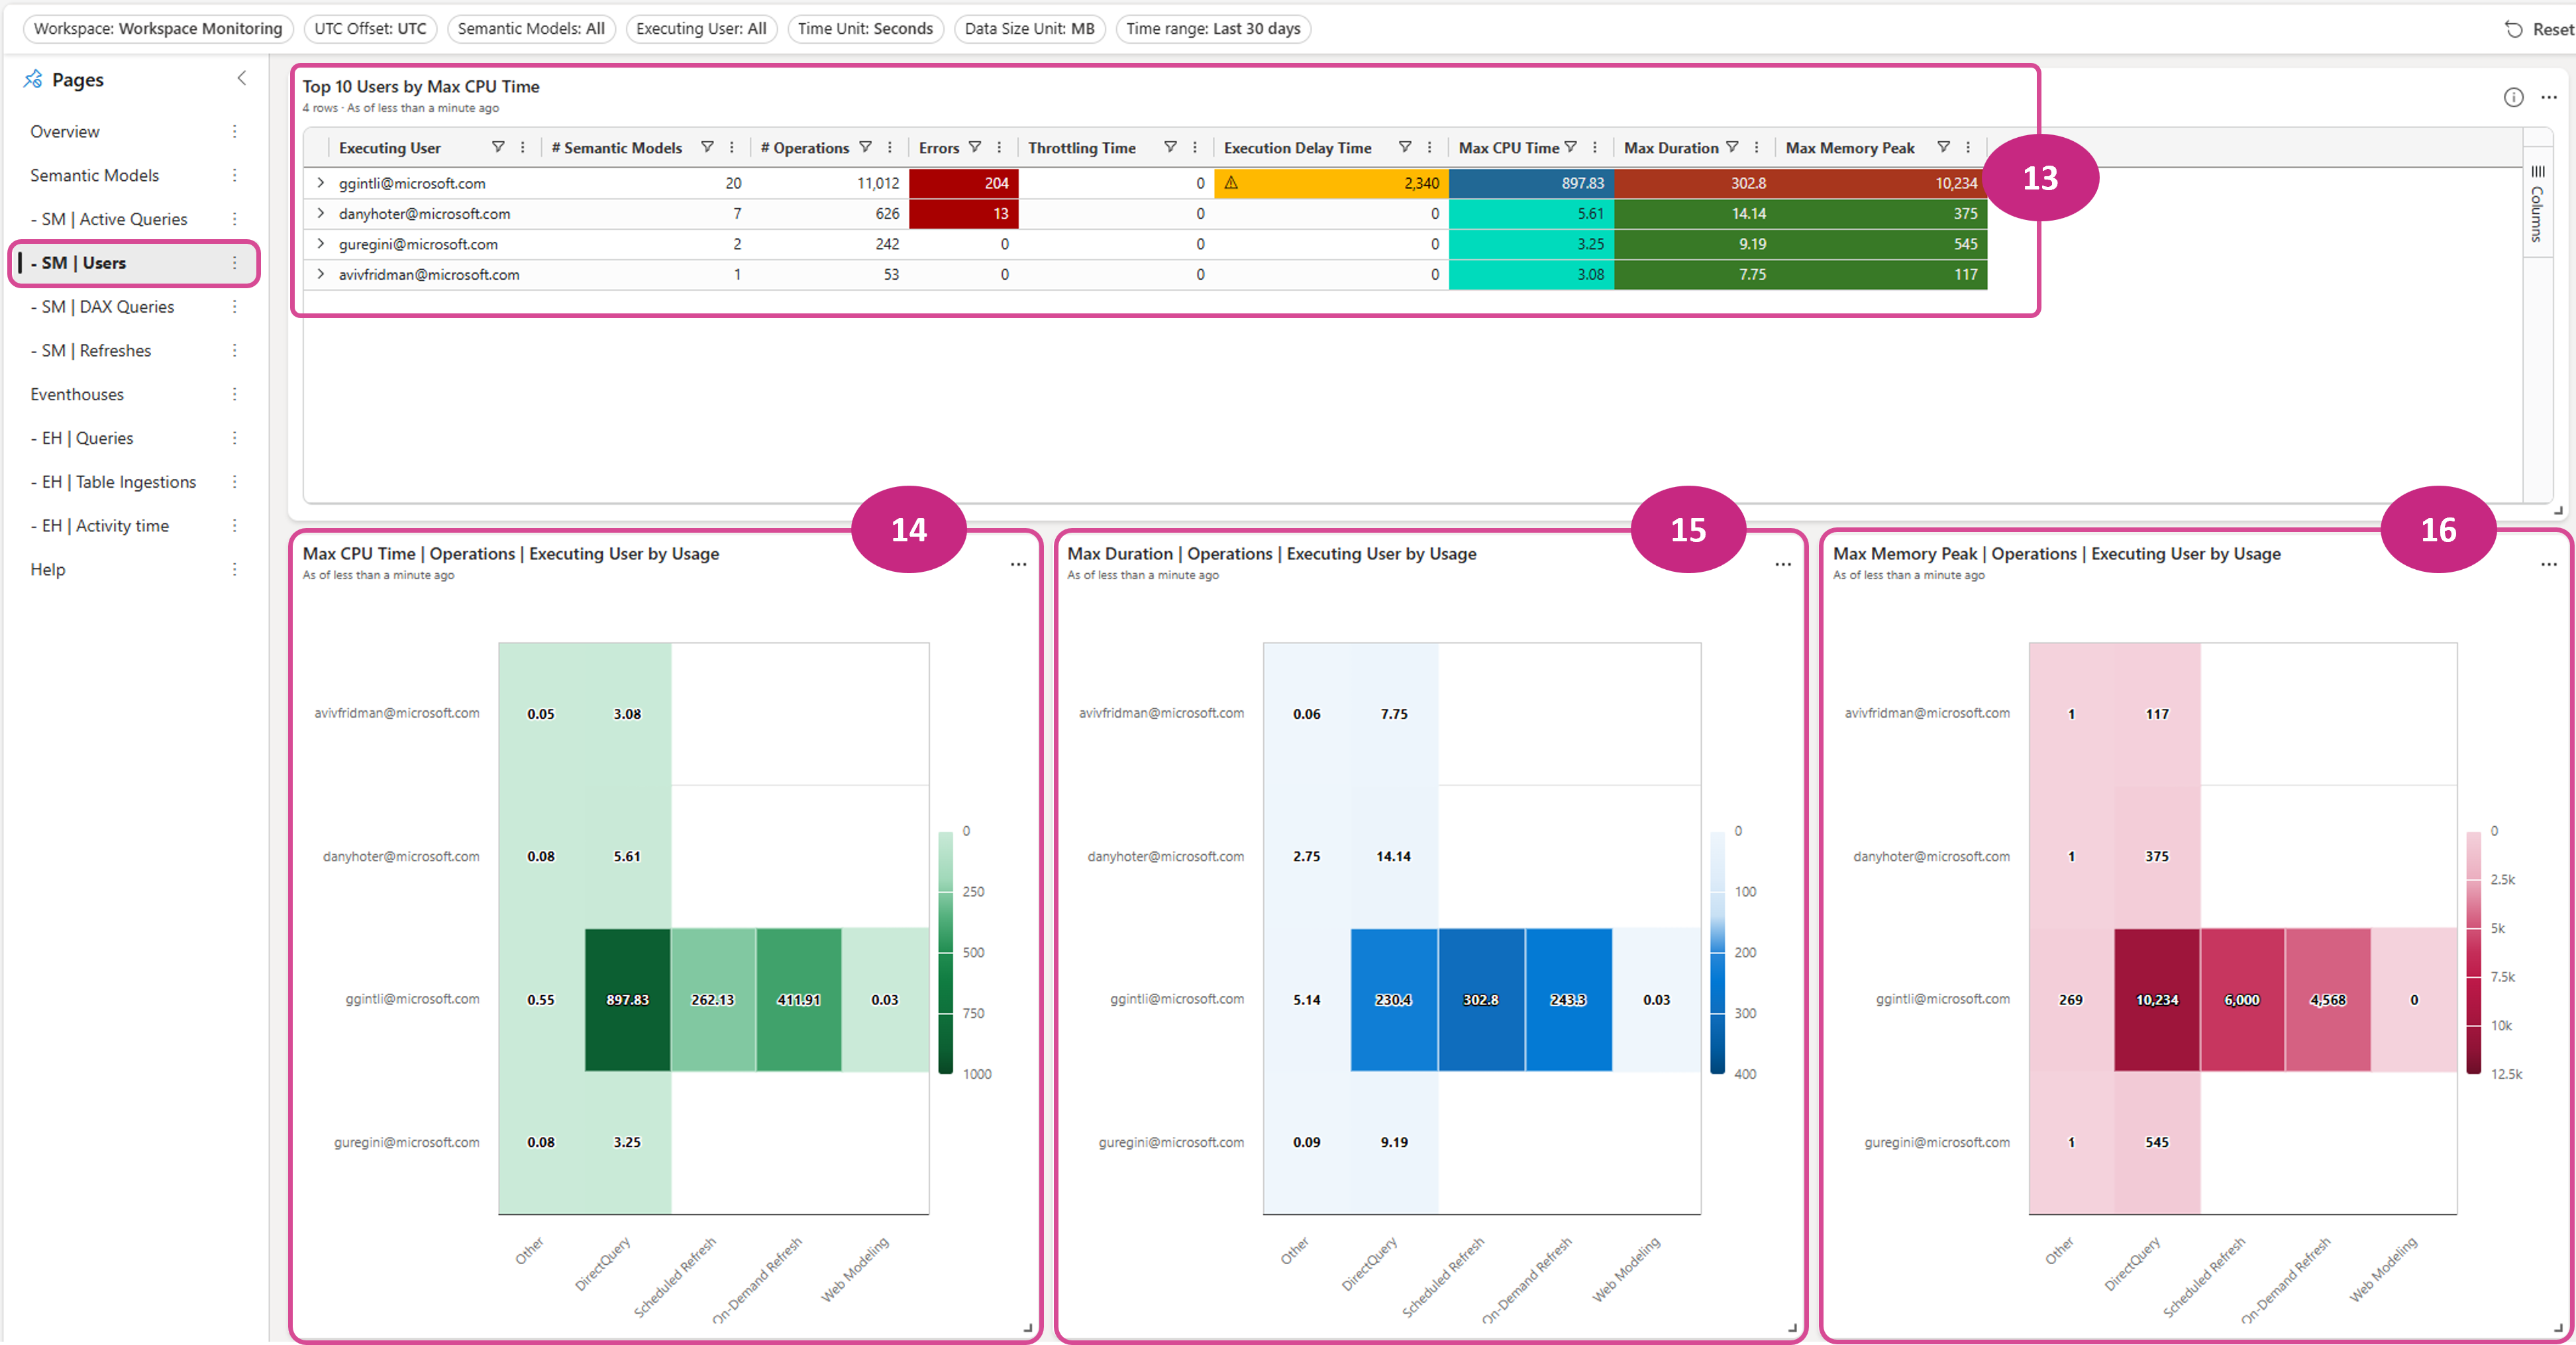 Workspace: Workspace Monitoring UTC Offset: UTC Semantic Models: All Executing User: All Time Unit: Seconds Data Size Unit: MB Time range: Last 30 days Reset
Pages
Overview
Semantic Models
- SM | Active Queries
- SM | Users
- SM | DAX Queries
- SM | Refreshes
Eventhouses
- EH | Queries
- EH | Table Ingestions
- EH | Activity time
Help
Top 10 Users by Max CPU Time
4 rows · As of less than a minute ago
Executing User # Semantic Models # Operations Errors Throttling Time Execution Delay Time Max CPU Time Max Duration Max Memory Peak
ggintli@microsoft.com 20 11,012 204 0 2,340 897.83 302.8 10,234
danyhoter@microsoft.com 7 626 13 0 0 5.61 14.14 375
guregini@microsoft.com 2 242 0 0 0 3.25 9.19 545
avivfridman@microsoft.com 1 53 0 0 0 3.08 7.75 117
Columns
13
14
Max CPU Time | Operations | Executing User by Usage
As of less than a minute ago
avivfridman@microsoft.com 0.05 3.08
danyhoter@microsoft.com 0.08 5.61
ggintli@microsoft.com 0.55 897.83 262.13 411.91 0.03
guregini@microsoft.com 0.08 3.25
0
250
500
750
1000
Other
DirectQuery
Scheduled Refresh
On-Demand Refresh
Web Modeling
15
Max Duration | Operations | Executing User by Usage
As of less than a minute ago
avivfridman@microsoft.com 0.06 7.75
danyhoter@microsoft.com 2.75 14.14
ggintli@microsoft.com 5.14 230.4 302.8 243.3 0.03
guregini@microsoft.com 0.09 9.19
0
100
200
300
400
Other
DirectQuery
Scheduled Refresh
On-Demand Refresh
Web Modeling
16
Max Memory Peak | Operations | Executing User by Usage
As of less than a minute ago
avivfridman@microsoft.com 1 117
danyhoter@microsoft.com 1 375
ggintli@microsoft.com 269 10,234 6,000 4,568 0
guregini@microsoft.com 1 545
0
2.5k
5k
7.5k
10k
12.5k
Other
DirectQuery
Scheduled Refresh
On-Demand Refresh
Web Modeling